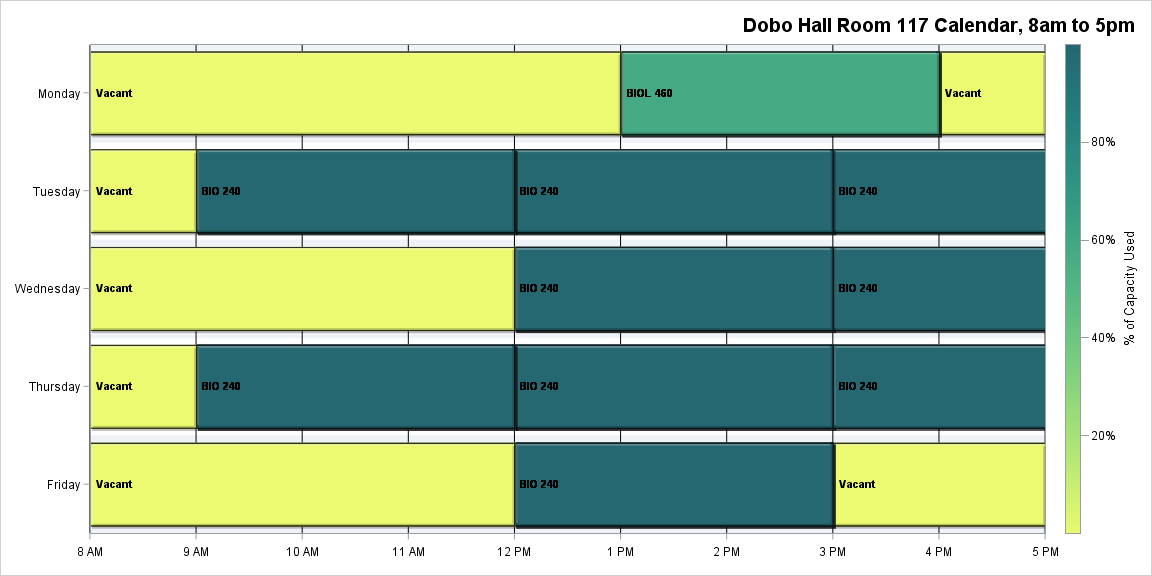 Dobo Hall Room 117 Calendar, 8am to 5pm
Monday
Vacant
BIOL 460
Vacant
Tuesday
Vacant
BIO 240
BIO 240
BIO 240
Wednesday
Vacant
BIO 240
BIO 240
Thursday
Vacant
BIO 240
BIO 240
BIO 240
Friday
Vacant
BIO 240
Vacant
8 AM
9 AM
10 AM
11 AM
12 PM
1 PM
2 PM
3 PM
4 PM
5 PM
80%
60%
40%
20%
% of Capacity Used